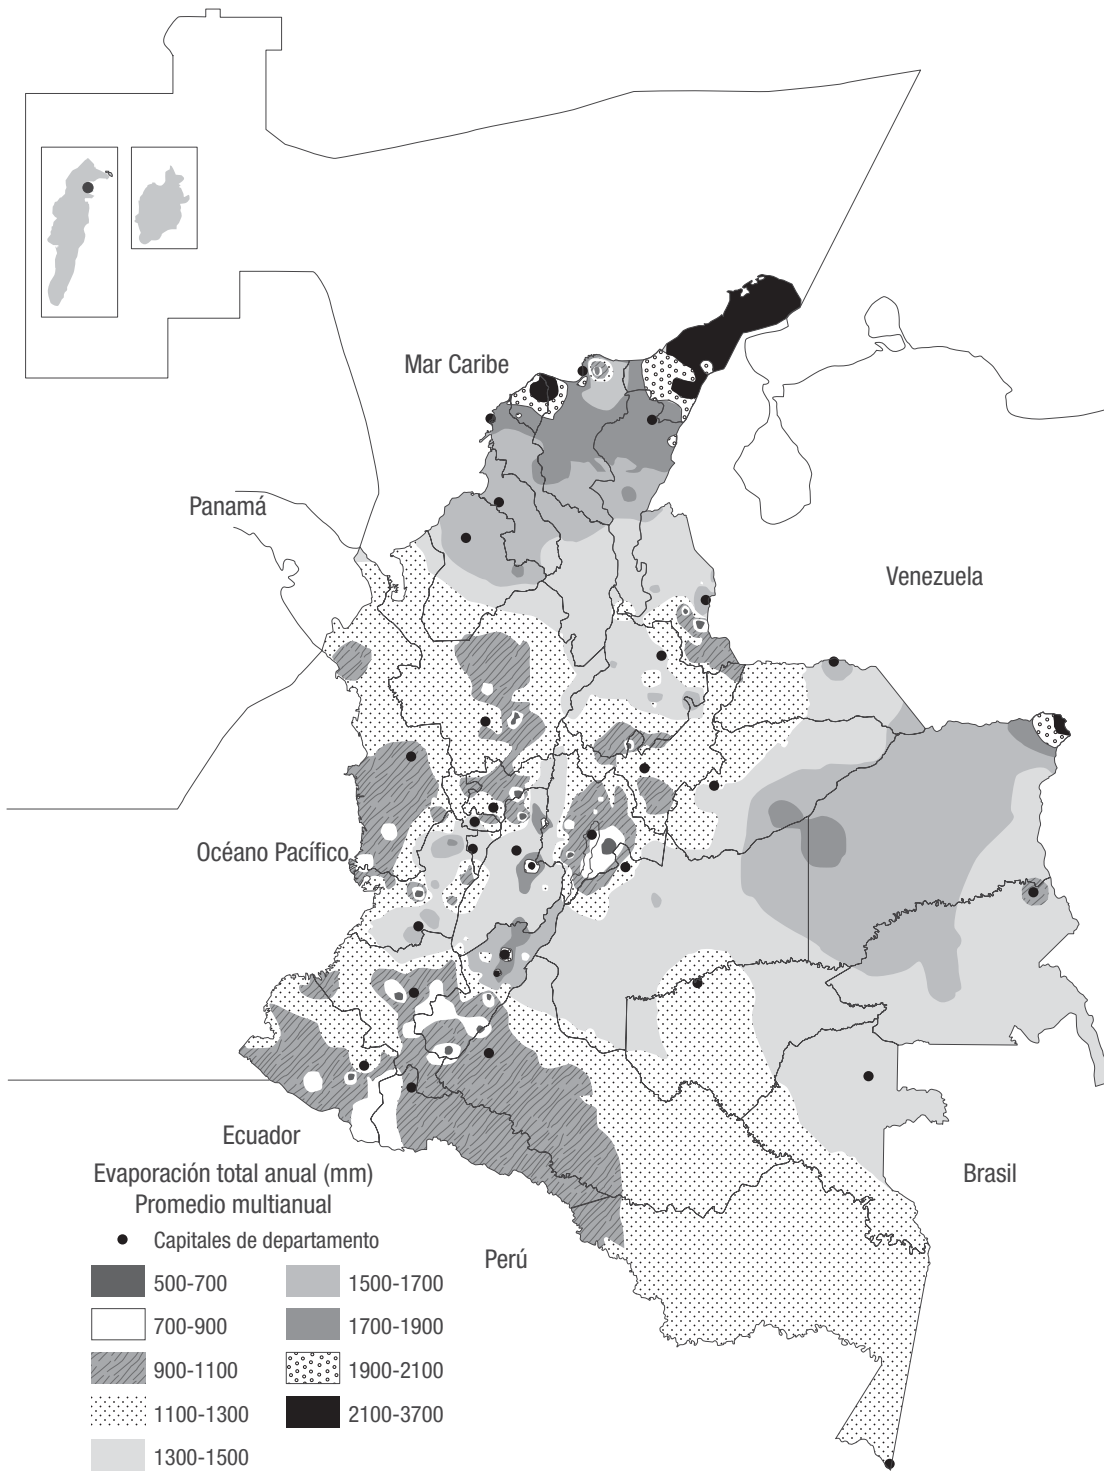 Mar Caribe
Panamá
Venezuela
Océano Pacífico
Ecuador
Brasil
Perú
Evaporación total anual (mm)
Promedio multianual
Capitales de departamento
500-700
700-900
900-1100
1100-1300
1300-1500
1500-1700
1700-1900
1900-2100
2100-3700